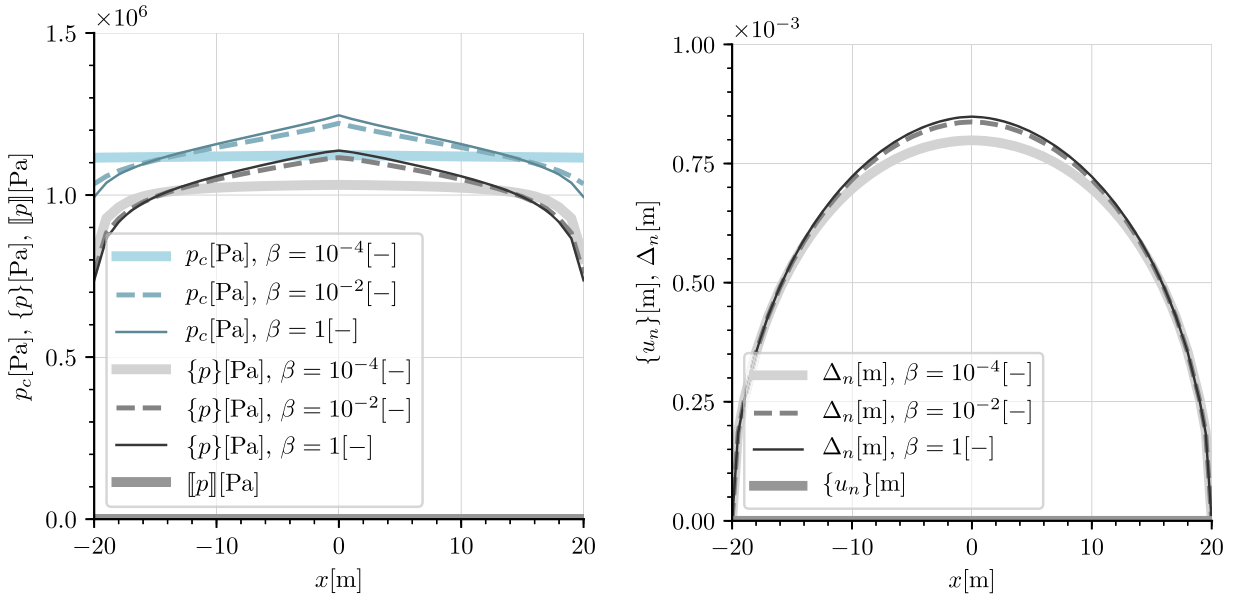 ×10⁶
1.5
1.0
0.5
0.0
p_c[Pa], {p}[Pa], ⟦p⟧[Pa]
p_c[Pa], β = 10⁻⁴[−]
p_c[Pa], β = 10⁻²[−]
p_c[Pa], β = 1[−]
{p}[Pa], β = 10⁻⁴[−]
{p}[Pa], β = 10⁻²[−]
{p}[Pa], β = 1[−]
⟦p⟧[Pa]
−20 −10 0 10 20
x[m]
×10⁻³
1.00
0.75
0.50
0.25
0.00
{u_n}[m], Δ_n[m]
Δ_n[m], β = 10⁻⁴[−]
Δ_n[m], β = 10⁻²[−]
Δ_n[m], β = 1[−]
{u_n}[m]
−20 −10 0 10 20
x[m]